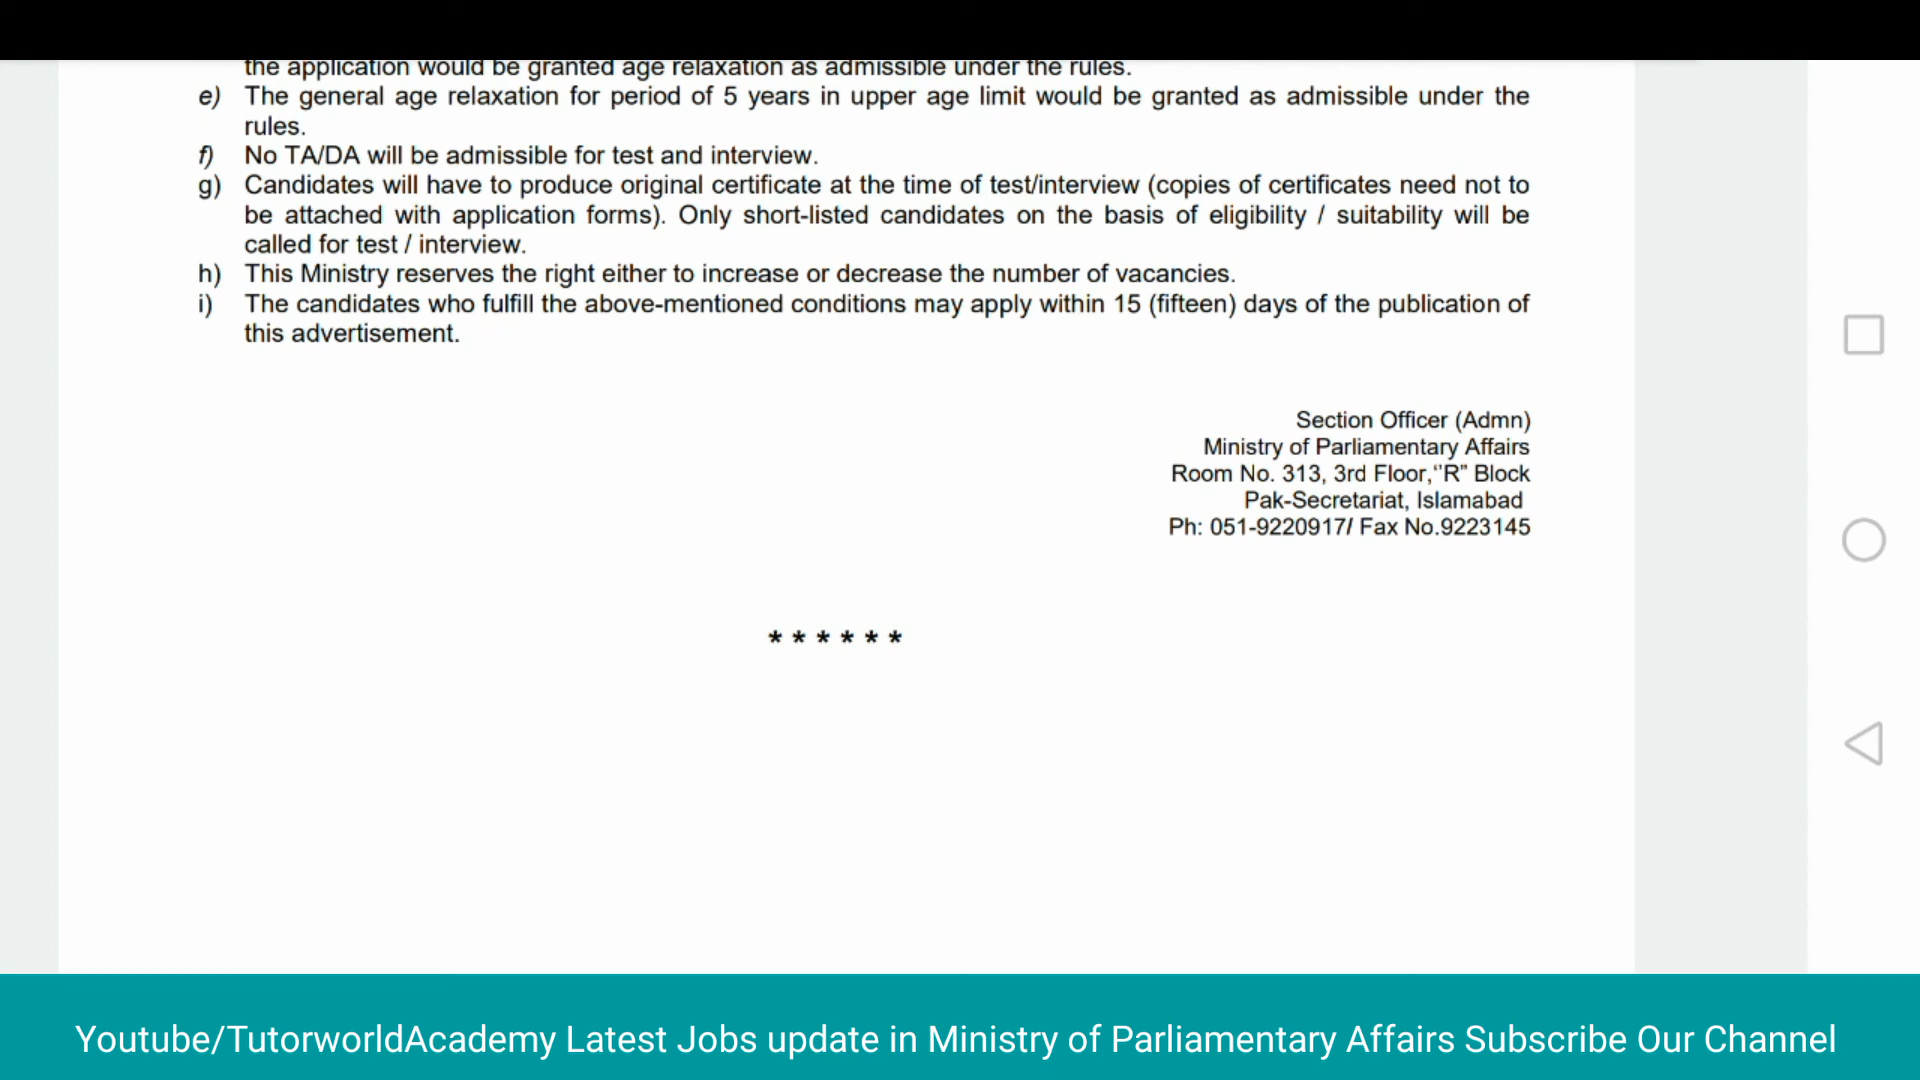 the application would be granted age relaxation as admissible under the rules.
e) The general age relaxation for period of 5 years in upper age limit would be granted as admissible under the
rules.
f) No TA/DA will be admissible for test and interview.
g) Candidates will have to produce original certificate at the time of test/interview (copies of certificates need not to
be attached with application forms). Only short-listed candidates on the basis of eligibility / suitability will be
called for test / interview.
h) This Ministry reserves the right either to increase or decrease the number of vacancies.
i) The candidates who fulfill the above-mentioned conditions may apply within 15 (fifteen) days of the publication of
this advertisement.
Section Officer (Admn)
Ministry of Parliamentary Affairs
Room No. 313, 3rd Floor,‘’R” Block
Pak-Secretariat, Islamabad
Ph: 051-9220917/ Fax No.9223145
* * * * * *
Youtube/TutorworldAcademy Latest Jobs update in Ministry of Parliamentary Affairs Subscribe Our Channel